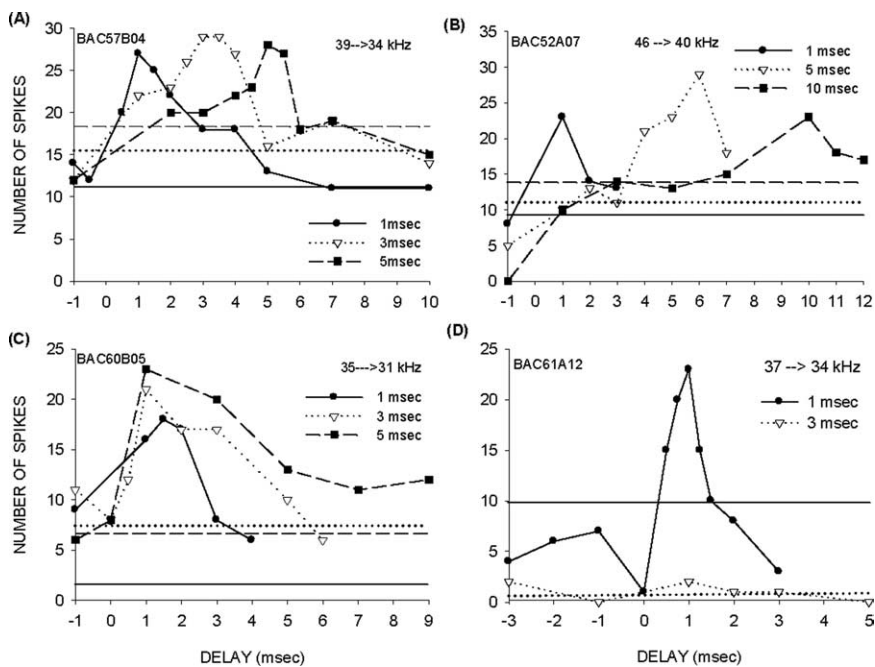 (A)
BAC57B04
39-->34 kHz
NUMBER OF SPIKES
30
25
20
15
10
5
0
1msec
3msec
5msec
-1 0 1 2 3 4 5 6 7 8 9 10
(B)
BAC52A07
46 --> 40 kHz
1 msec
5 msec
10 msec
35
30
25
20
15
10
5
0
-1 0 1 2 3 4 5 6 7 8 9 10 11 12
(C)
BAC60B05
35--->31 kHz
1 msec
3 msec
5 msec
NUMBER OF SPIKES
25
20
15
10
5
0
-1 0 1 2 3 4 5 6 7 8 9
DELAY (msec)
(D)
BAC61A12
37 --> 34 kHz
1 msec
3 msec
25
20
15
10
5
0
-3 -2 -1 0 1 2 3 4 5
DELAY (msec)